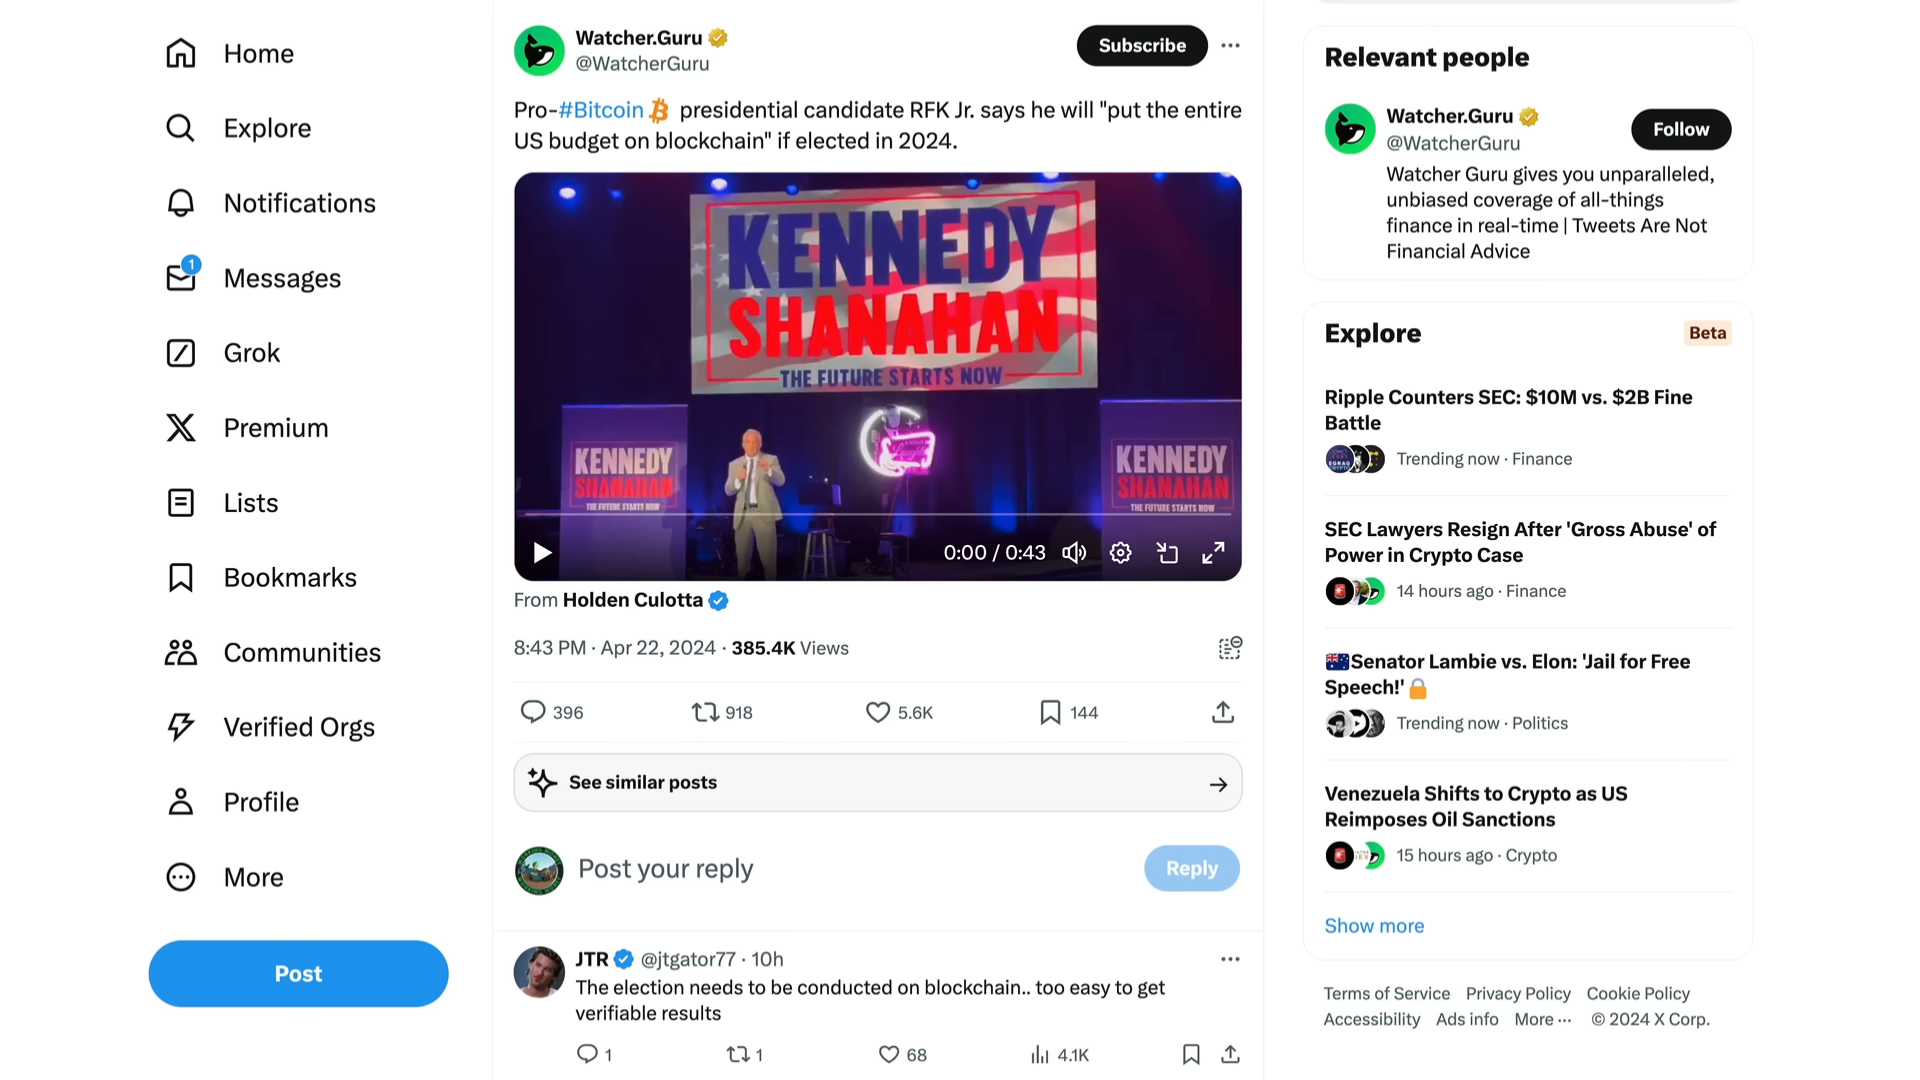 Home
Explore
Notifications
1
Messages
Grok
Premium
Lists
Bookmarks
Communities
Verified Orgs
Profile
More
Post
Watcher.Guru
@WatcherGuru
Subscribe
Pro-#Bitcoin presidential candidate RFK Jr. says he will "put the entire
US budget on blockchain" if elected in 2024.
KENNEDY
SHANAHAN
THE FUTURE STARTS NOW
KENNEDY
SHANAHAN
THE FUTURE STARTS NOW
KENNEDY
SHANAHAN
THE FUTURE STARTS NOW
0:00 / 0:43
From Holden Culotta
8:43 PM · Apr 22, 2024 · 385.4K Views
396 918 5.6K 144
See similar posts
Post your reply
Reply
JTR @jtgator77 · 10h
The election needs to be conducted on blockchain.. too easy to get
verifiable results
1 1 68 4.1K
Relevant people
Watcher.Guru
@WatcherGuru
Follow
Watcher Guru gives you unparalleled,
unbiased coverage of all-things
finance in real-time | Tweets Are Not
Financial Advice
Explore
Beta
Ripple Counters SEC: $10M vs. $2B Fine
Battle
Trending now · Finance
SEC Lawyers Resign After 'Gross Abuse' of
Power in Crypto Case
14 hours ago · Finance
Senator Lambie vs. Elon: 'Jail for Free
Speech!'
Trending now · Politics
Venezuela Shifts to Crypto as US
Reimposes Oil Sanctions
15 hours ago · Crypto
Show more
Terms of Service Privacy Policy Cookie Policy
Accessibility Ads info More ··· © 2024 X Corp.